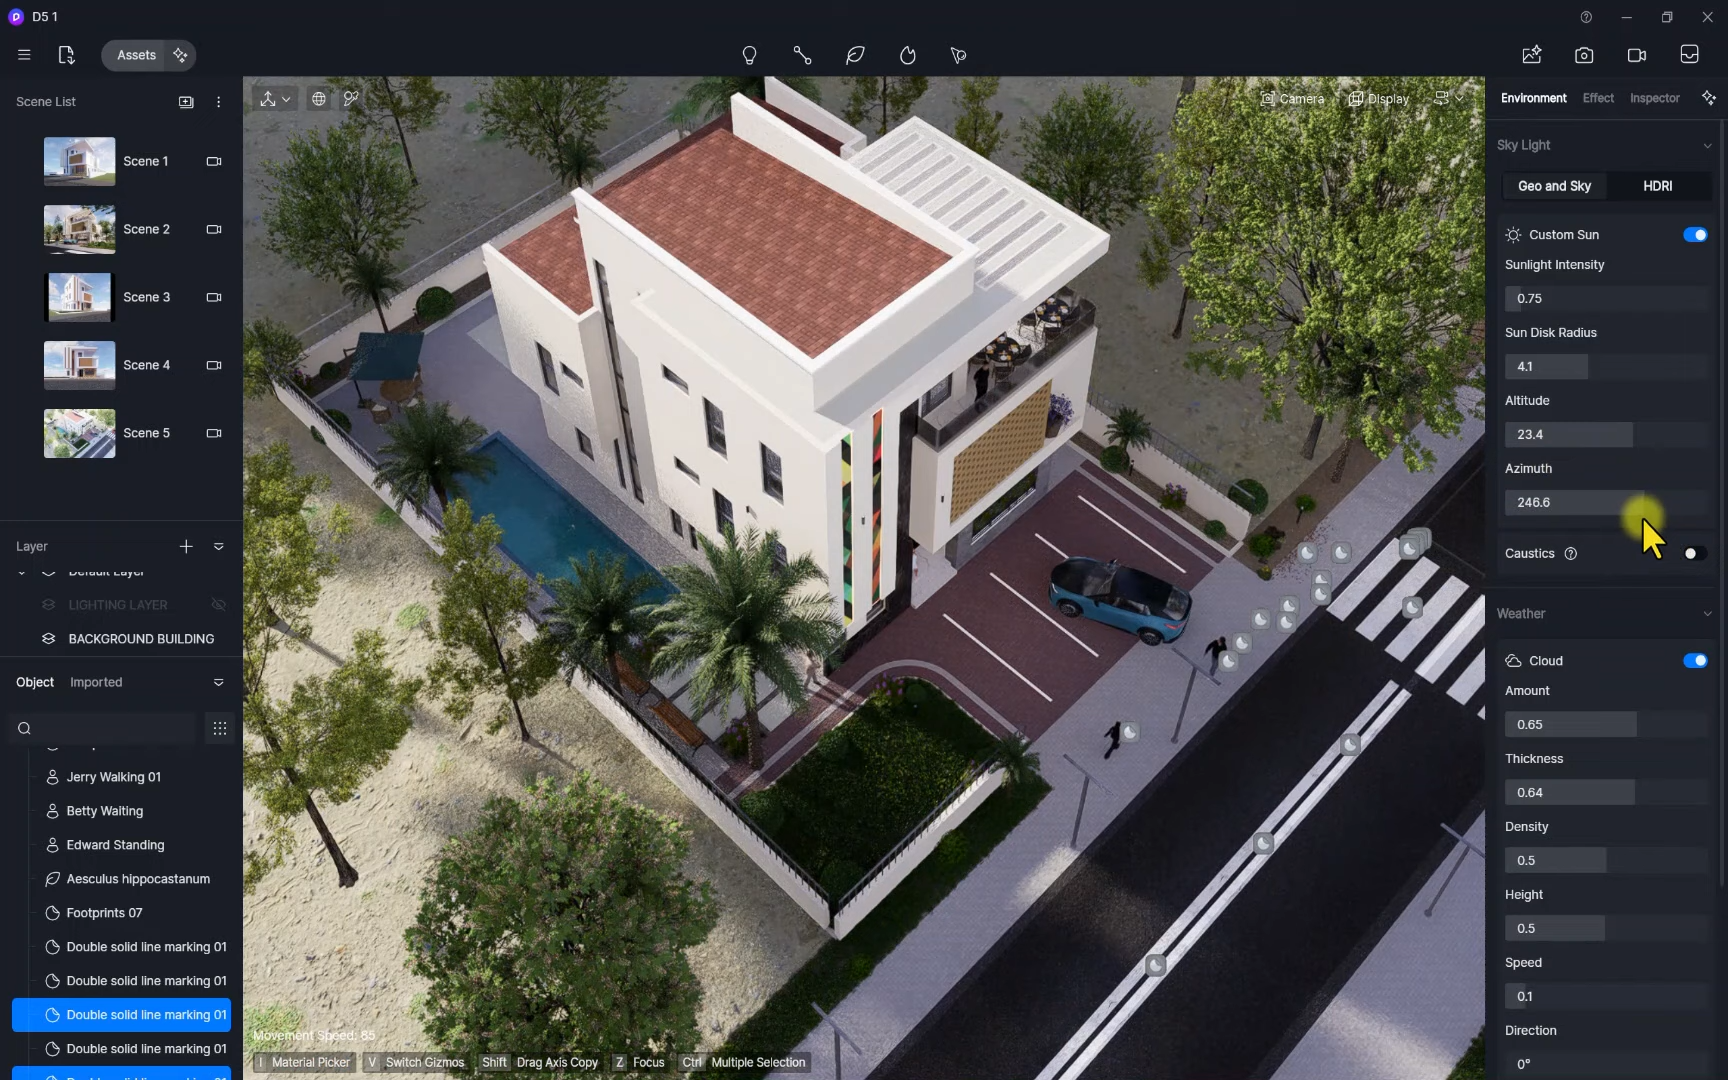 D5 1
Assets
Scene List
Scene 1
Scene 2
Scene 3
Scene 4
Scene 5
Layer
Default Layer
LIGHTING LAYER
BACKGROUND BUILDING
Object Imported
Jerry Walking 01
Betty Waiting
Edward Standing
Aesculus hippocastanum
Footprints 07
Double solid line marking 01
Double solid line marking 01
Double solid line marking 01
Double solid line marking 01
Camera Display
Movement Speed: 85
I Material Picker V Switch Gizmos Shift Drag Axis Copy Z Focus Ctrl Multiple Selection
Environment Effect Inspector
Sky Light
Geo and Sky HDRI
Custom Sun
Sunlight Intensity
0.75
Sun Disk Radius
4.1
Altitude
23.4
Azimuth
246.6
Caustics
Weather
Cloud
Amount
0.65
Thickness
0.64
Density
0.5
Height
0.5
Speed
0.1
Direction
0°